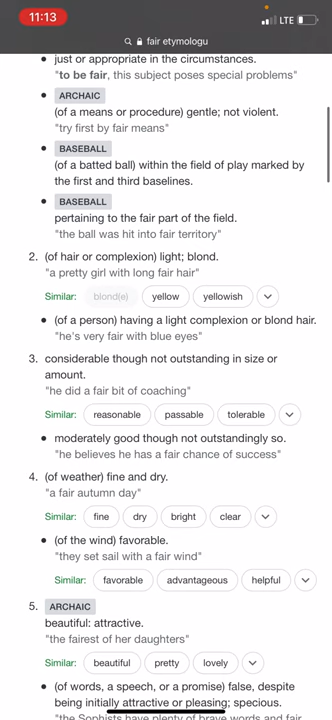 11:13
LTE
fair etymologu
just or appropriate in the circumstances.
"to be fair, this subject poses special problems"
ARCHAIC
(of a means or procedure) gentle; not violent.
"try first by fair means"
BASEBALL
(of a batted ball) within the field of play marked by
the first and third baselines.
BASEBALL
pertaining to the fair part of the field.
"the ball was hit into fair territory"
2. (of hair or complexion) light; blond.
"a pretty girl with long fair hair"
Similar: blond(e) yellow yellowish
(of a person) having a light complexion or blond hair.
"he's very fair with blue eyes"
3. considerable though not outstanding in size or
amount.
"he did a fair bit of coaching"
Similar: reasonable passable tolerable
moderately good though not outstandingly so.
"he believes he has a fair chance of success"
4. (of weather) fine and dry.
"a fair autumn day"
Similar: fine dry bright clear
(of the wind) favorable.
"they set sail with a fair wind"
Similar: favorable advantageous helpful
5. ARCHAIC
beautiful; attractive.
"the fairest of her daughters"
Similar: beautiful pretty lovely
(of words, a speech, or a promise) false, despite
being initially attractive or pleasing; specious.
"the Sophists have plenty of brave words and fair